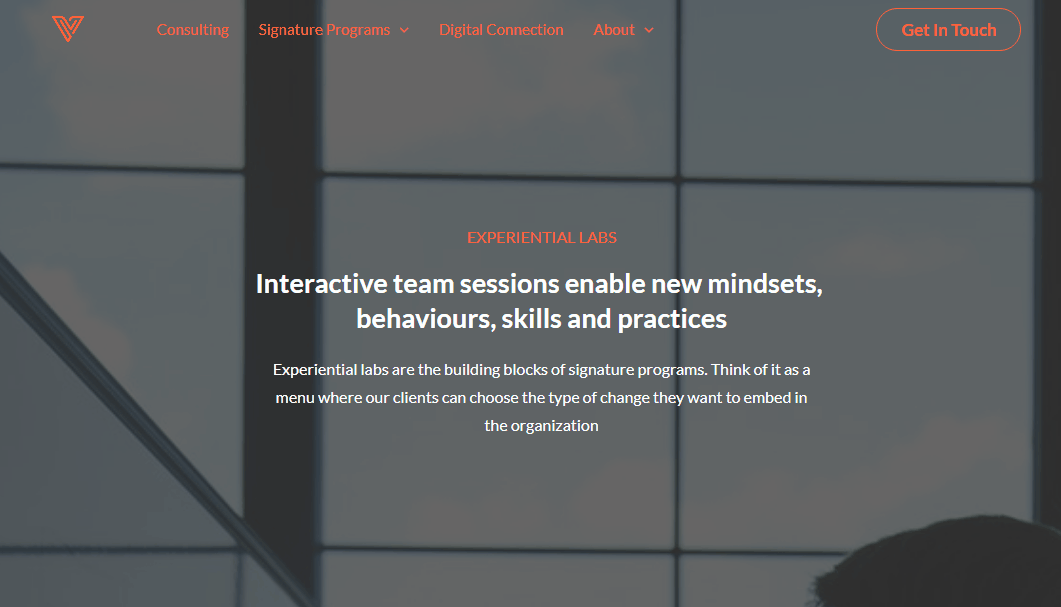 Consulting
Signature Programs
Digital Connection
About
Get In Touch
EXPERIENTIAL LABS
Interactive team sessions enable new mindsets,
behaviours, skills and practices
Experiential labs are the building blocks of signature programs. Think of it as a
menu where our clients can choose the type of change they want to embed in
the organization